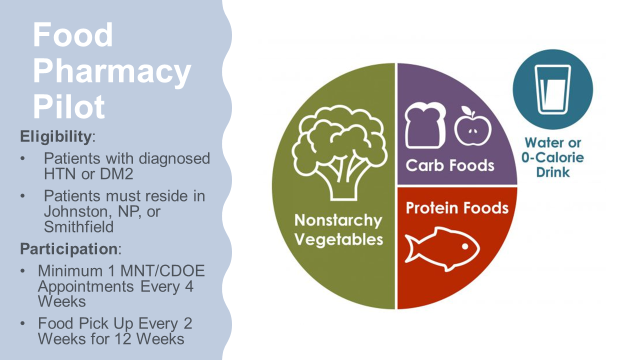 Food
Pharmacy
Pilot
Eligibility:
• Patients with diagnosed
HTN or DM2
• Patients must reside in
Johnston, NP, or
Smithfield
Participation:
• Minimum 1 MNT/CDOE
Appointments Every 4
Weeks
• Food Pick Up Every 2
Weeks for 12 Weeks
Nonstarchy
Vegetables
Carb Foods
Protein Foods
Water or
0-Calorie
Drink